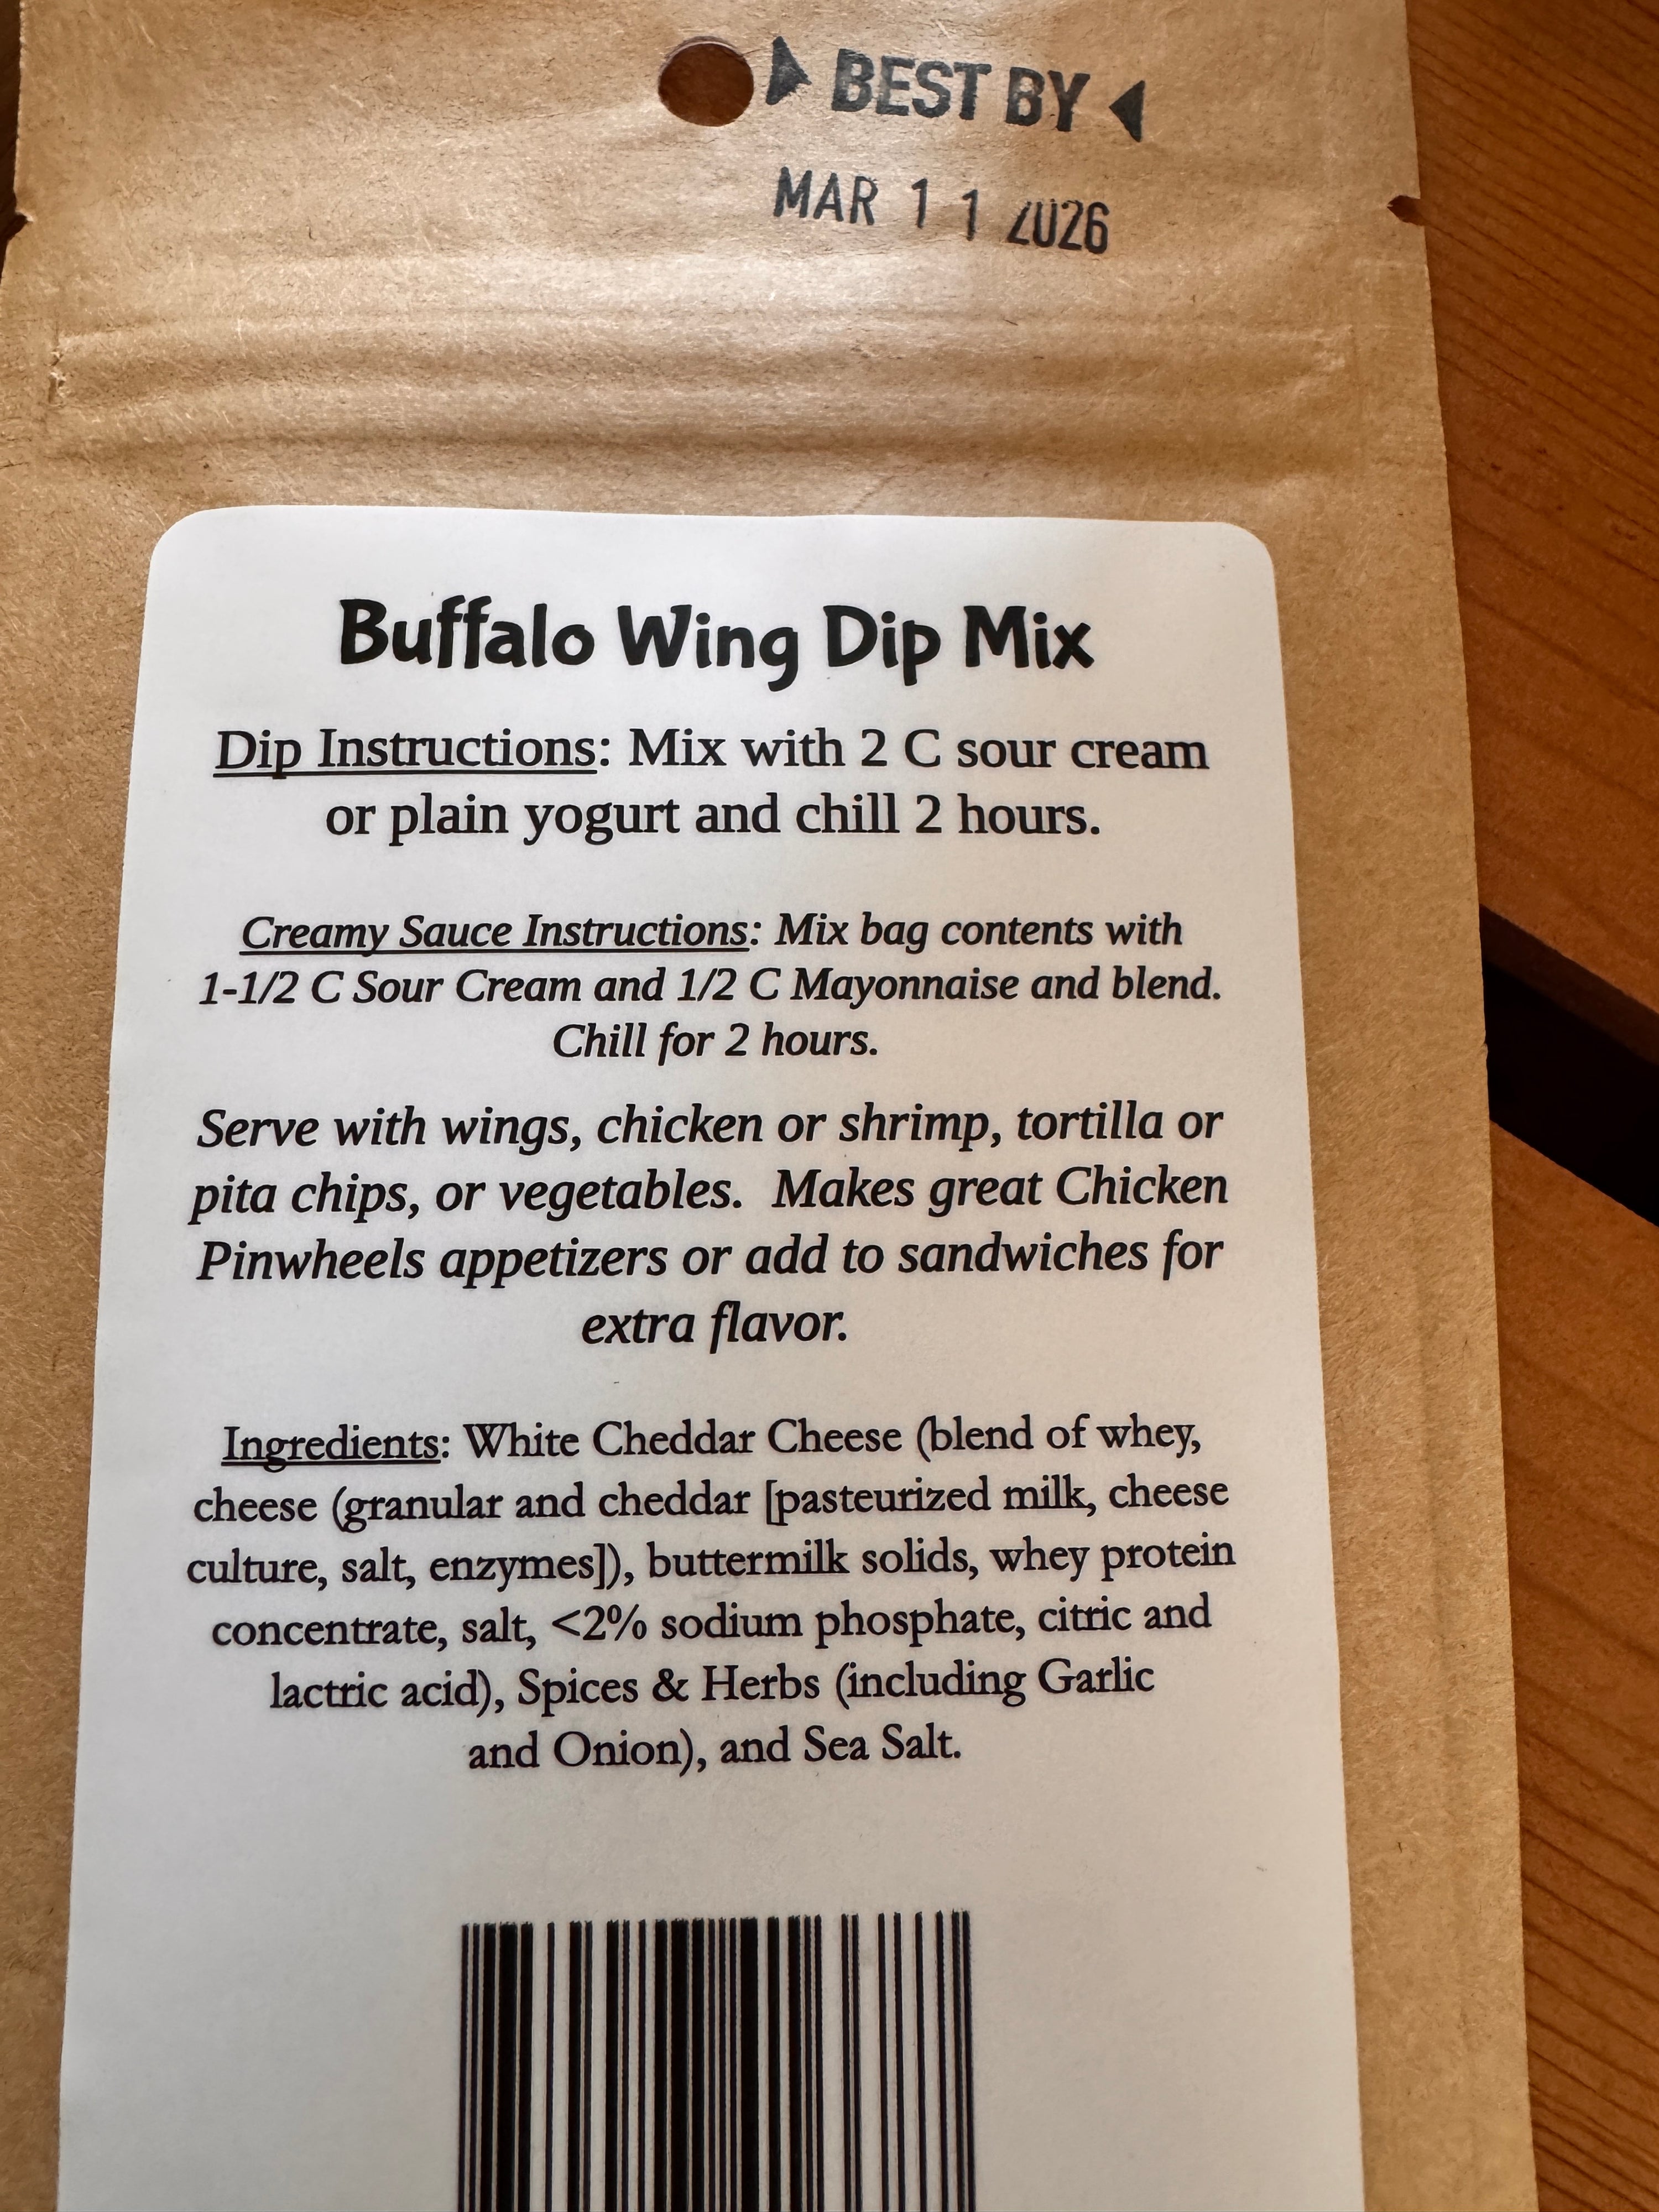 BEST BY
MAR 11 2026
Buffalo Wing Dip Mix
Dip Instructions: Mix with 2 C sour cream
or plain yogurt and chill 2 hours.
Creamy Sauce Instructions: Mix bag contents with
1-1/2 C Sour Cream and 1/2 C Mayonnaise and blend.
Chill for 2 hours.
Serve with wings, chicken or shrimp, tortilla or
pita chips, or vegetables.  Makes great Chicken
Pinwheels appetizers or add to sandwiches for
extra flavor.
Ingredients: White Cheddar Cheese (blend of whey,
cheese (granular and cheddar [pasteurized milk, cheese
culture, salt, enzymes]), buttermilk solids, whey protein
concentrate, salt, <2% sodium phosphate, citric and
lactric acid), Spices & Herbs (including Garlic
and Onion), and Sea Salt.